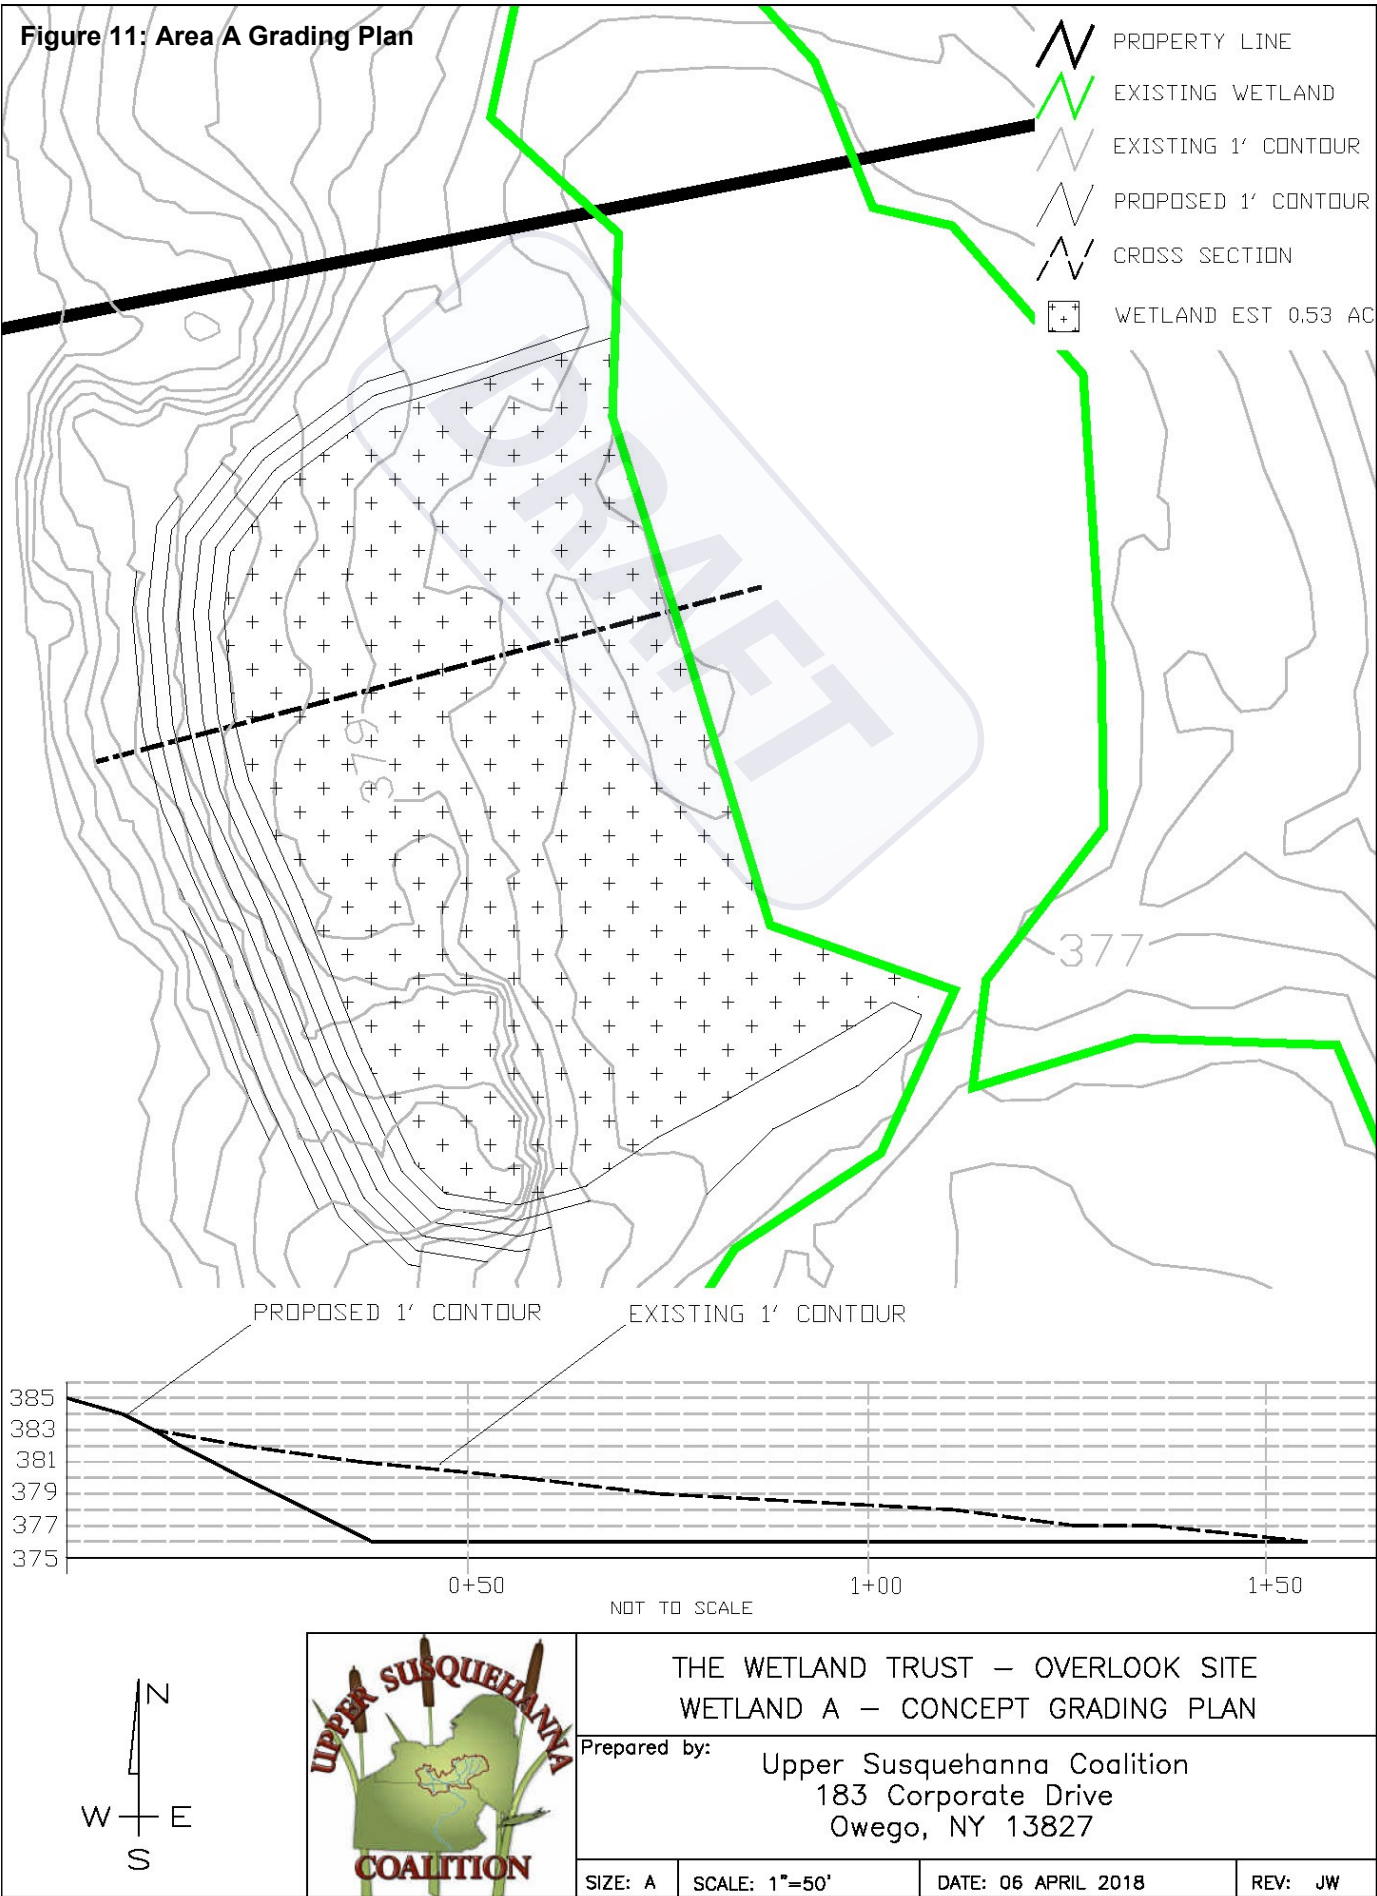 Figure 11: Area A Grading Plan
PROPERTY LINE
EXISTING WETLAND
EXISTING 1' CONTOUR
PROPOSED 1' CONTOUR
CROSS SECTION
WETLAND EST 0.53 AC
DRAFT
379
377
PROPOSED 1' CONTOUR
EXISTING 1' CONTOUR
385
383
381
379
377
375
0+50
1+00
1+50
NOT TO SCALE
N
W E
S
UPPER SUSQUEHANNA
COALITION
THE WETLAND TRUST – OVERLOOK SITE
WETLAND A – CONCEPT GRADING PLAN
Prepared by:
Upper Susquehanna Coalition
183 Corporate Drive
Owego, NY 13827
SIZE: A
SCALE: 1"=50'
DATE: 06 APRIL 2018
REV: JW